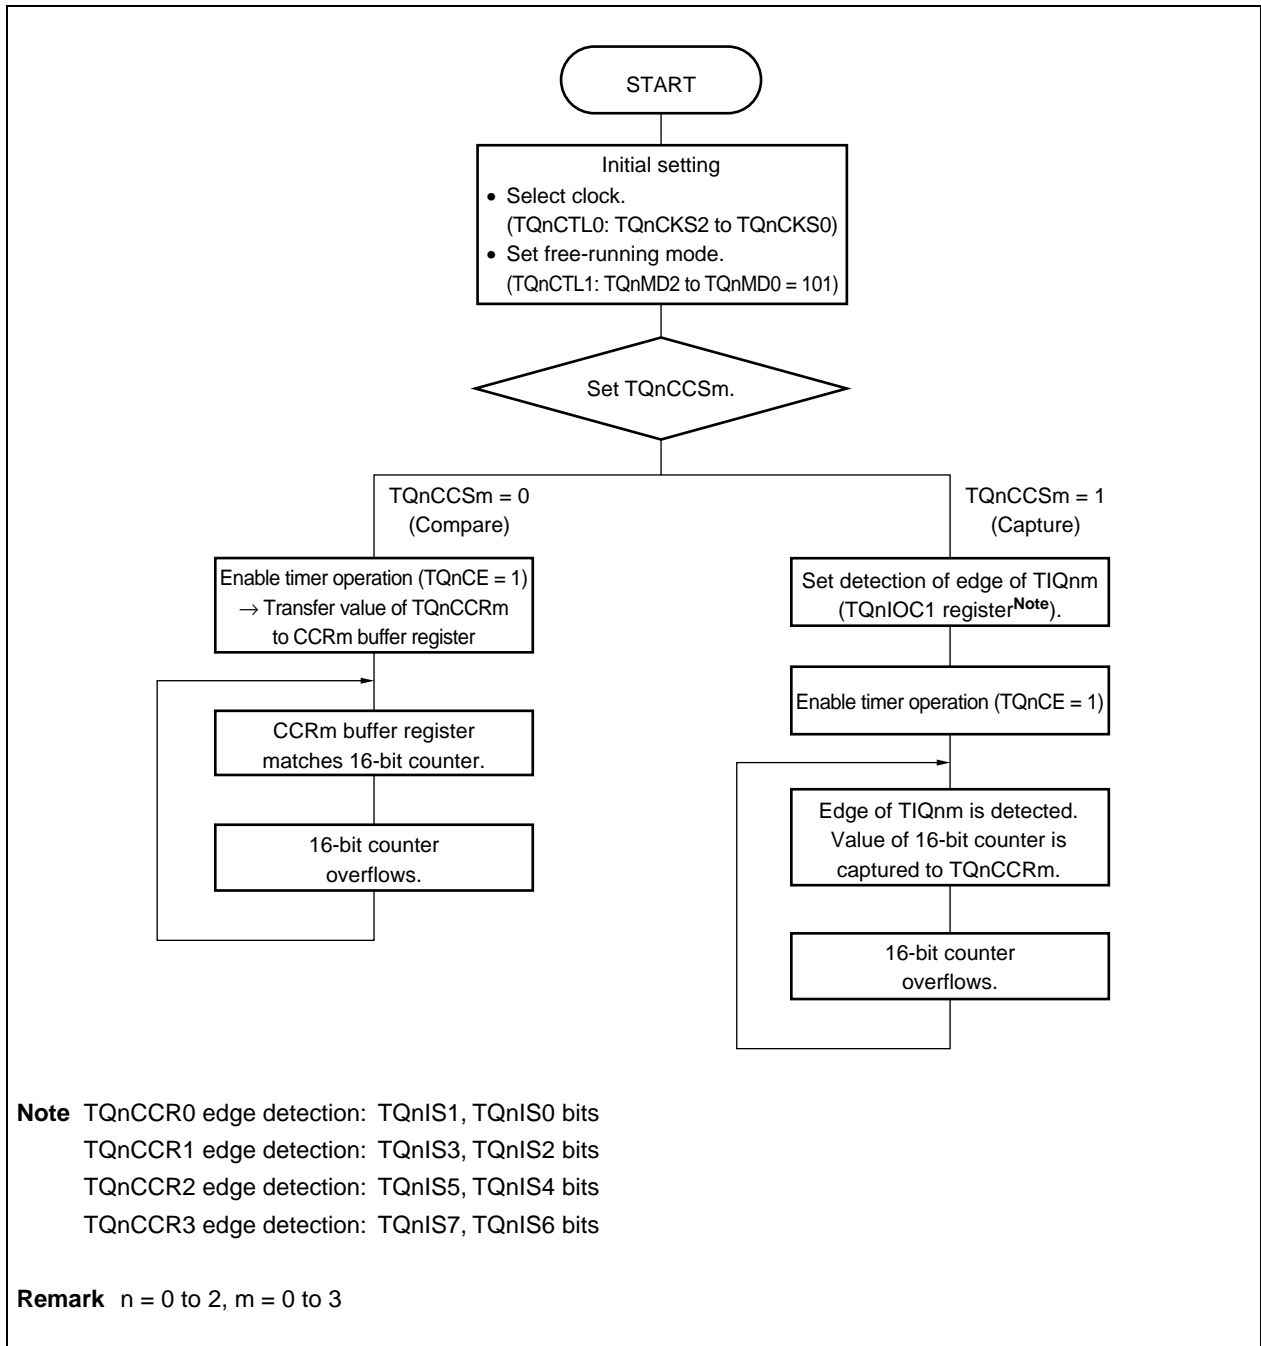 START
Initial setting
• Select clock.
(TQnCTL0: TQnCKS2 to TQnCKS0)
• Set free-running mode.
(TQnCTL1: TQnMD2 to TQnMD0 = 101)
Set TQnCCSm.
TQnCCSm = 0
(Compare)
Enable timer operation (TQnCE = 1)
→ Transfer value of TQnCCRm
to CCRm buffer register
CCRm buffer register
matches 16-bit counter.
16-bit counter
overflows.
TQnCCSm = 1
(Capture)
Set detection of edge of TIQnm
(TQnIOC1 register^Note).
Enable timer operation (TQnCE = 1)
Edge of TIQnm is detected.
Value of 16-bit counter is
captured to TQnCCRm.
16-bit counter
overflows.
Note TQnCCR0 edge detection: TQnIS1, TQnIS0 bits
TQnCCR1 edge detection: TQnIS3, TQnIS2 bits
TQnCCR2 edge detection: TQnIS5, TQnIS4 bits
TQnCCR3 edge detection: TQnIS7, TQnIS6 bits
Remark n = 0 to 2, m = 0 to 3